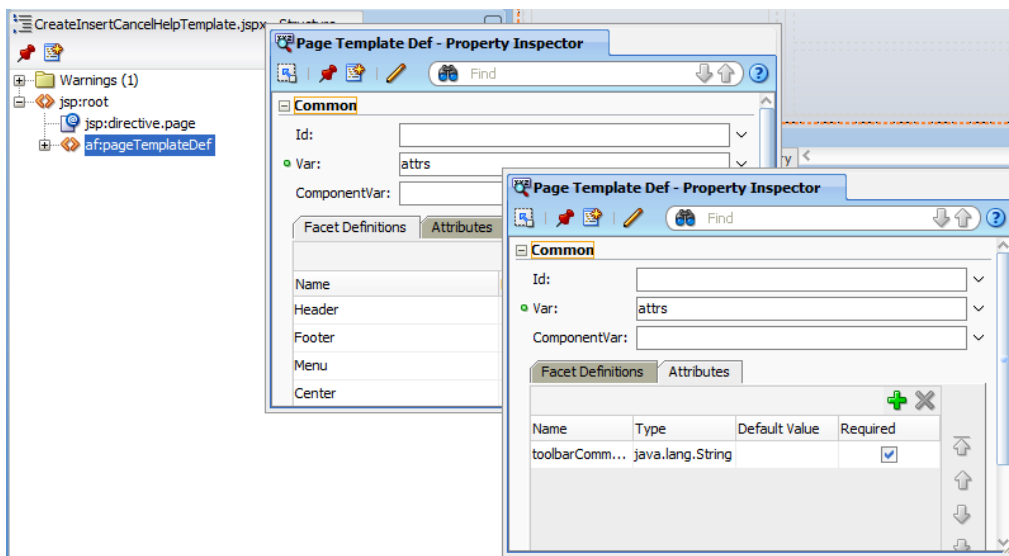 CreateInsertCancelHelpTemplate.jspx
Warnings (1)
jsp:root
jsp:directive.page
af:pageTemplateDef
Page Template Def - Property Inspector
Find
Common
Id:
Var: attrs
ComponentVar:
Facet Definitions Attributes
Name
Header
Footer
Menu
Center
Page Template Def - Property Inspector
Find
Common
Id:
Var: attrs
ComponentVar:
Facet Definitions Attributes
Name Type Default Value Required
toolbarComm... java.lang.String